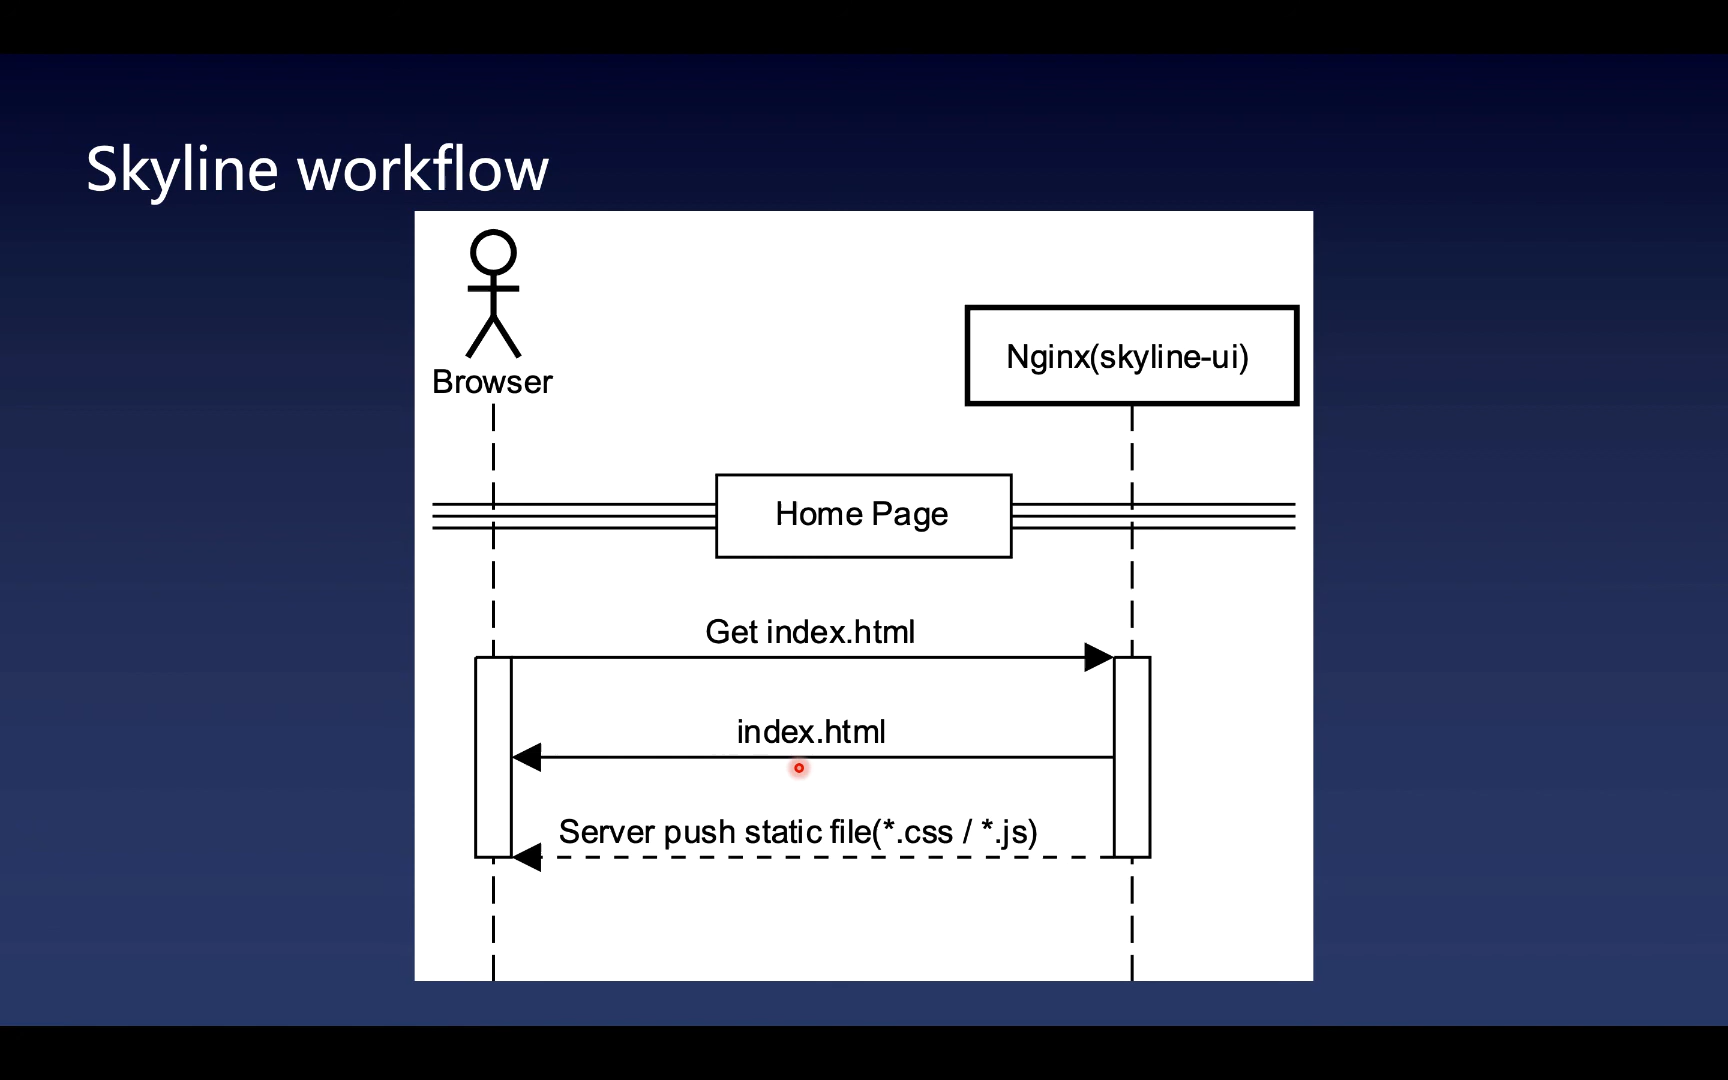 Skyline workflow
Browser
Nginx(skyline-ui)
Home Page
Get index.html
index.html
Server push static file(*.css / *.js)